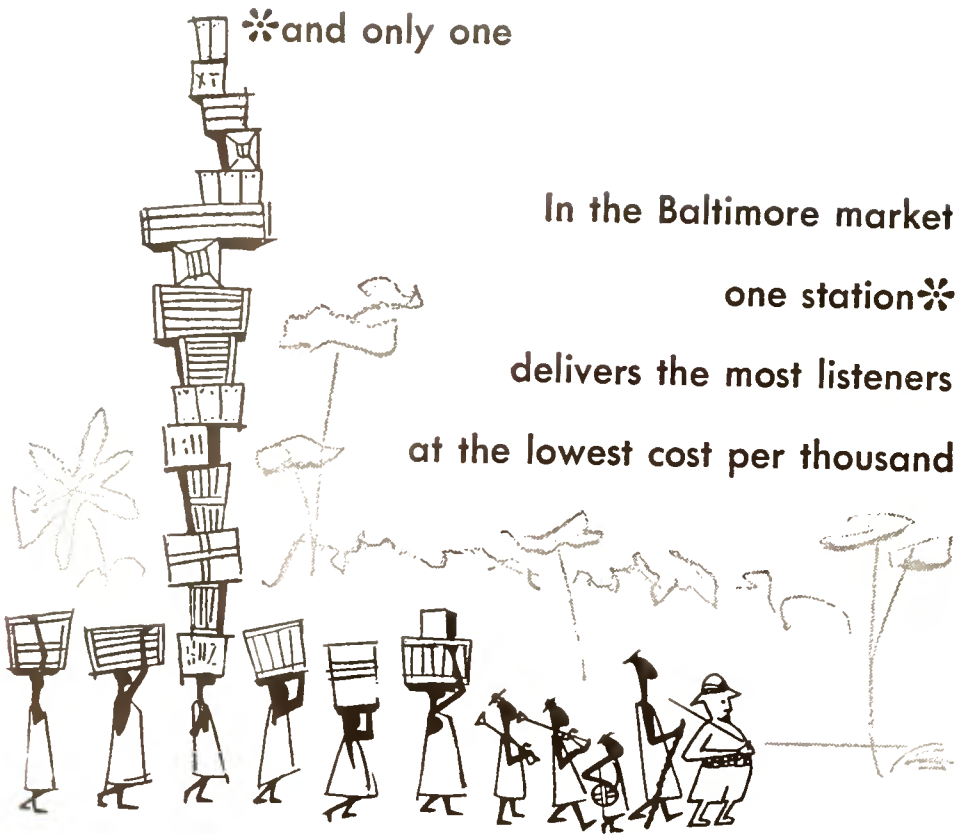 ✻and only one
In the Baltimore market
one station✻
delivers the most listeners
at the lowest cost per thousand